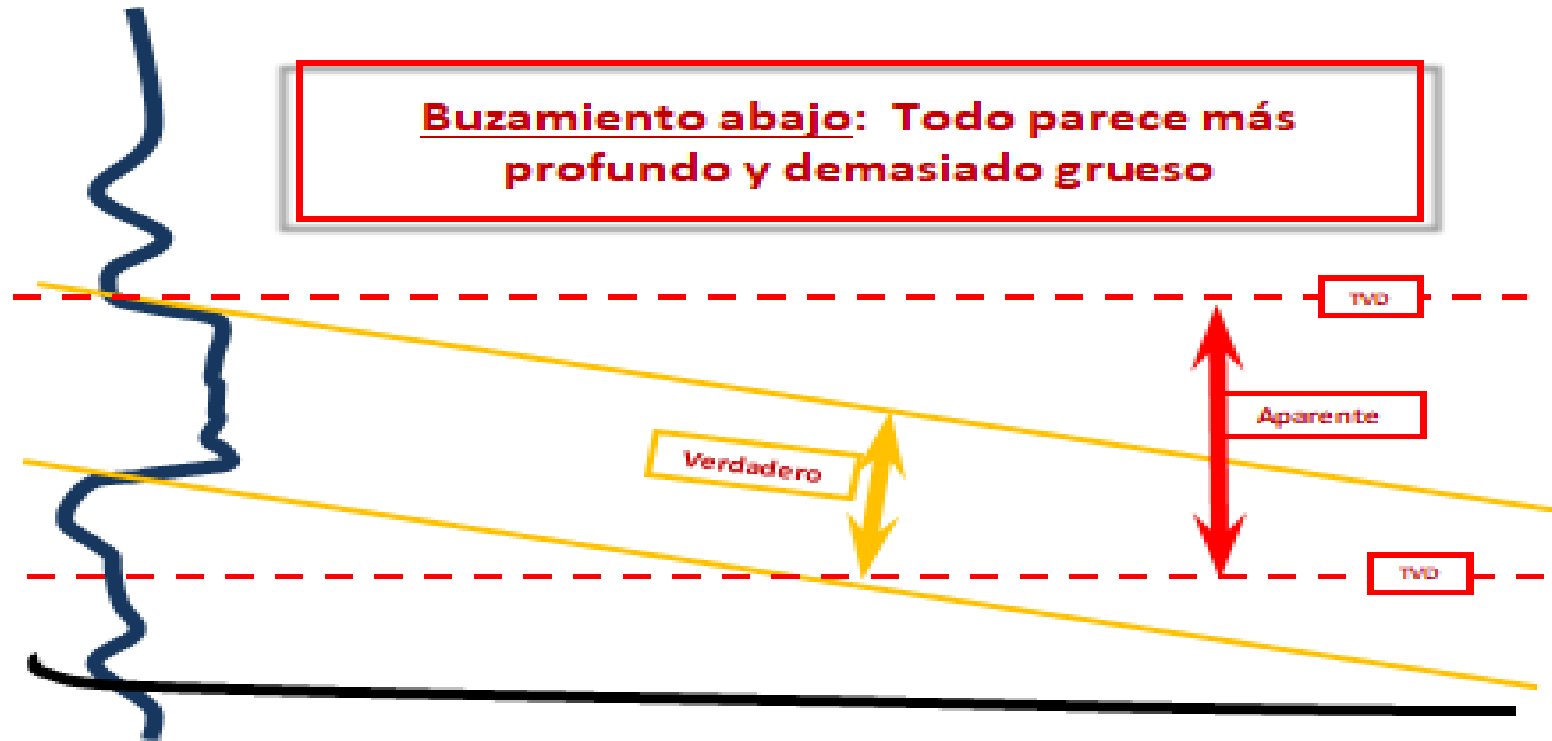 Buzamiento abajo: Todo parece más
profundo y demasiado grueso
TVD
Aparente
Verdadero
TVD